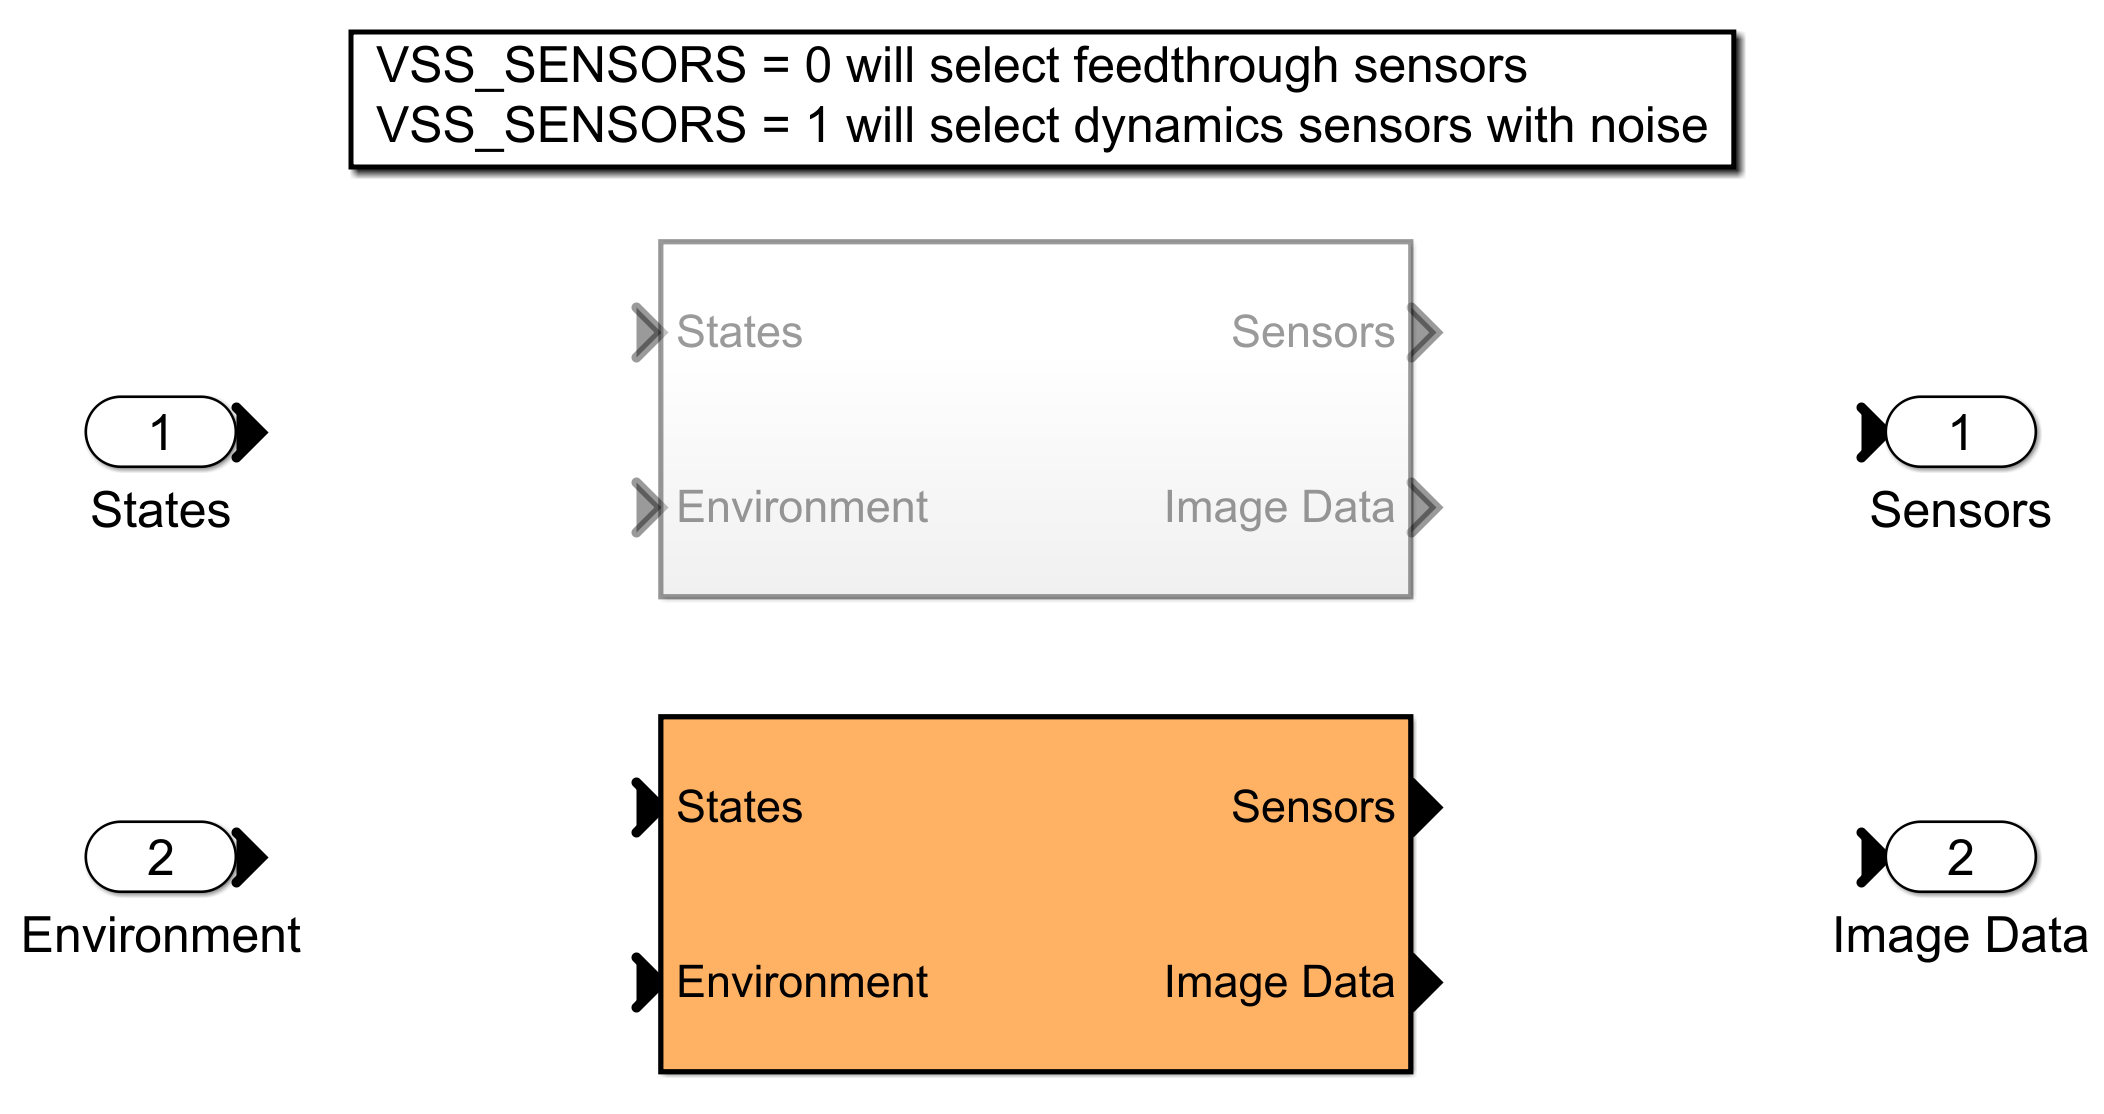 VSS_SENSORS = 0 will select feedthrough sensors
VSS_SENSORS = 1 will select dynamics sensors with noise
States
Sensors
Environment
Image Data
1
States
1
Sensors
States
Sensors
Environment
Image Data
2
Environment
2
Image Data